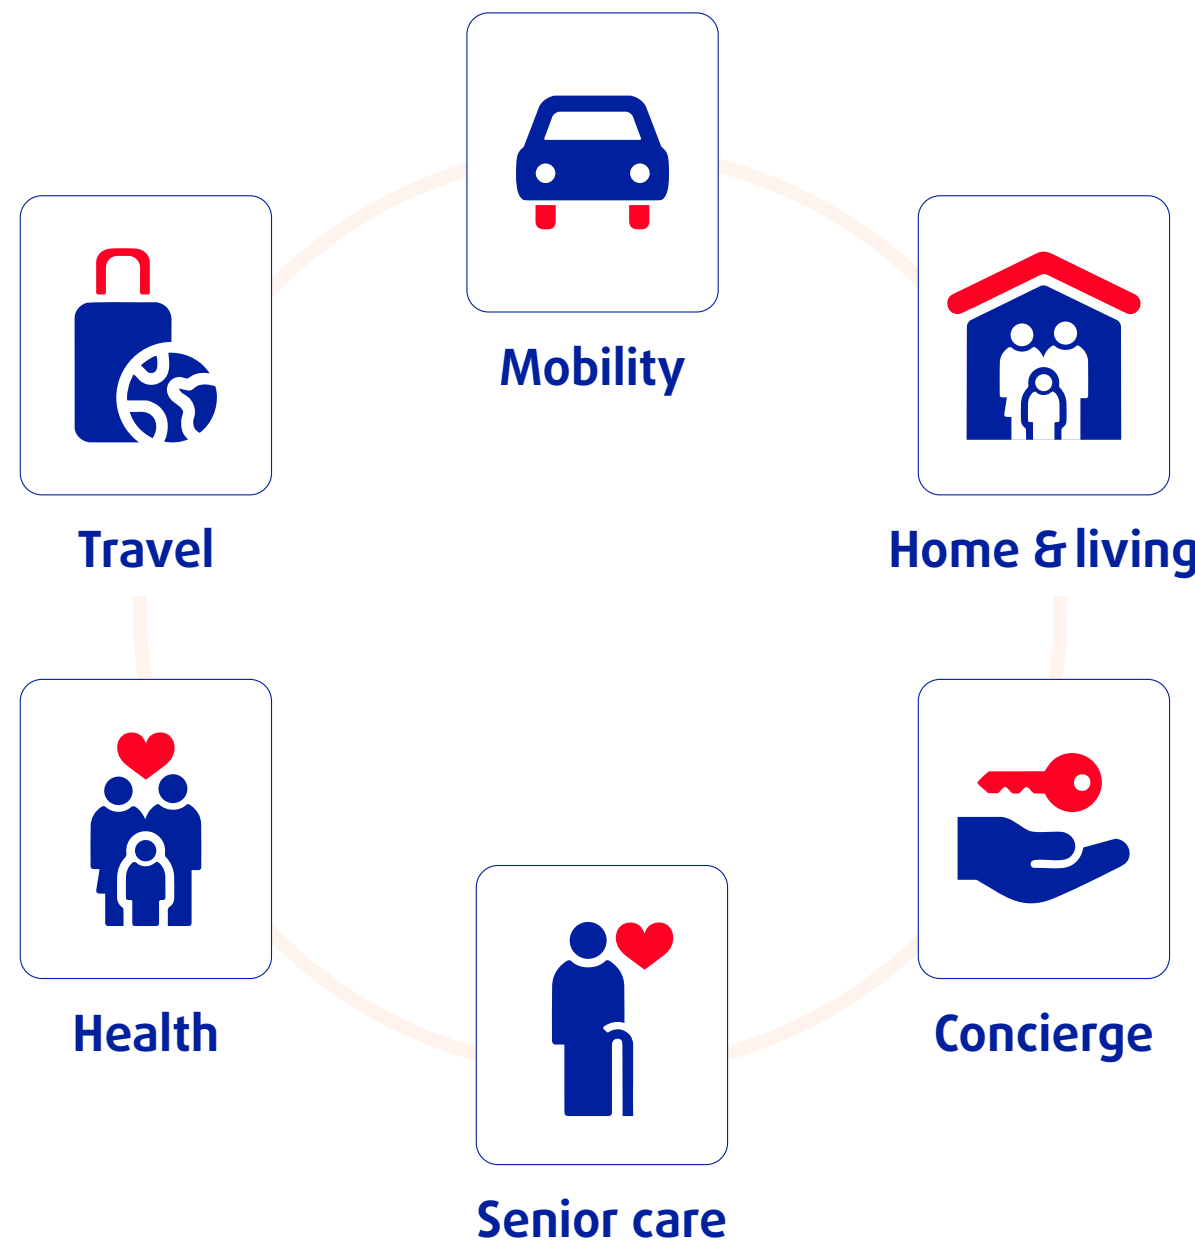 Mobility
Travel
Home & living
Health
Concierge
Senior care